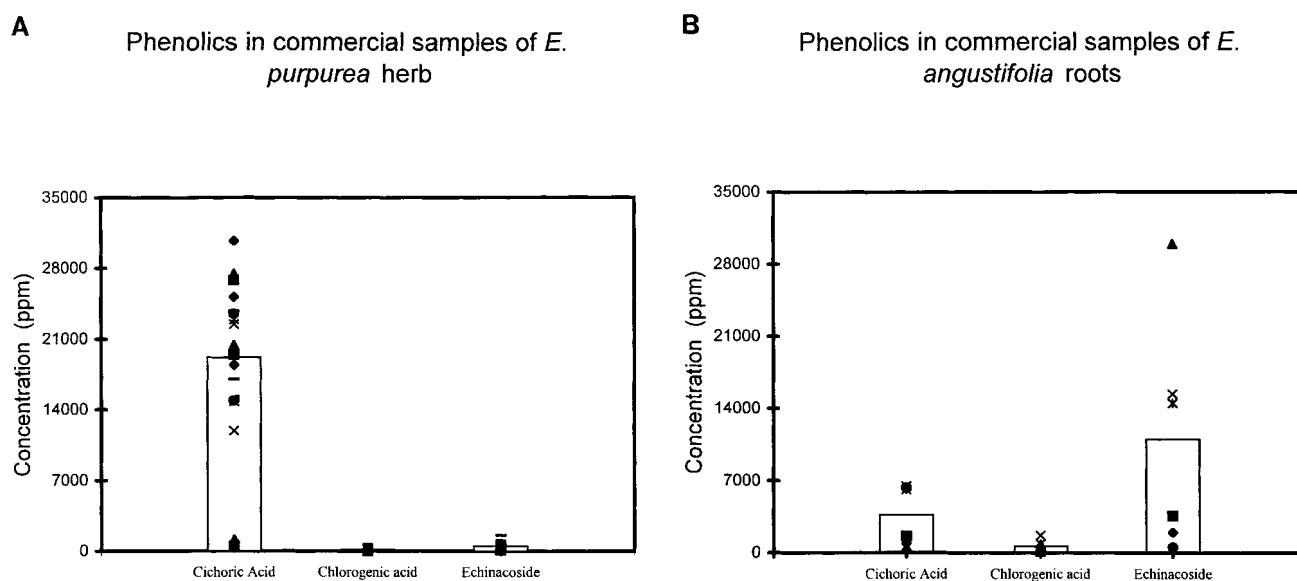 A
Phenolics in commercial samples of E.
purpurea herb
Concentration (ppm)
35000
28000
21000
14000
7000
0
Cichoric Acid
Chlorogenic acid
Echinacoside
B
Phenolics in commercial samples of E.
angustifolia roots
Concentration (ppm)
35000
28000
14000
14000
7000
0
Cichoric Acid
Chlorogenic acid
Echinacoside